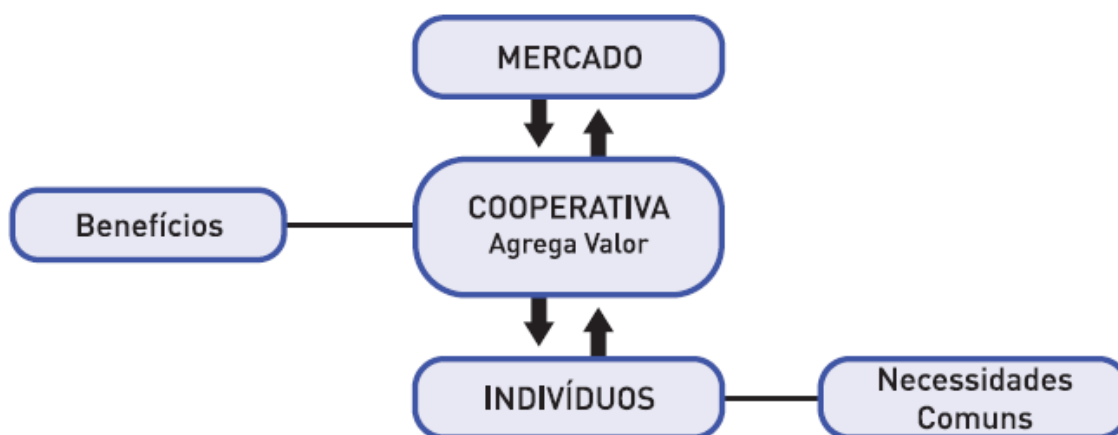 MERCADO
COOPERATIVA
Agrega Valor
Benefícios
INDIVÍDUOS
Necessidades
Comuns